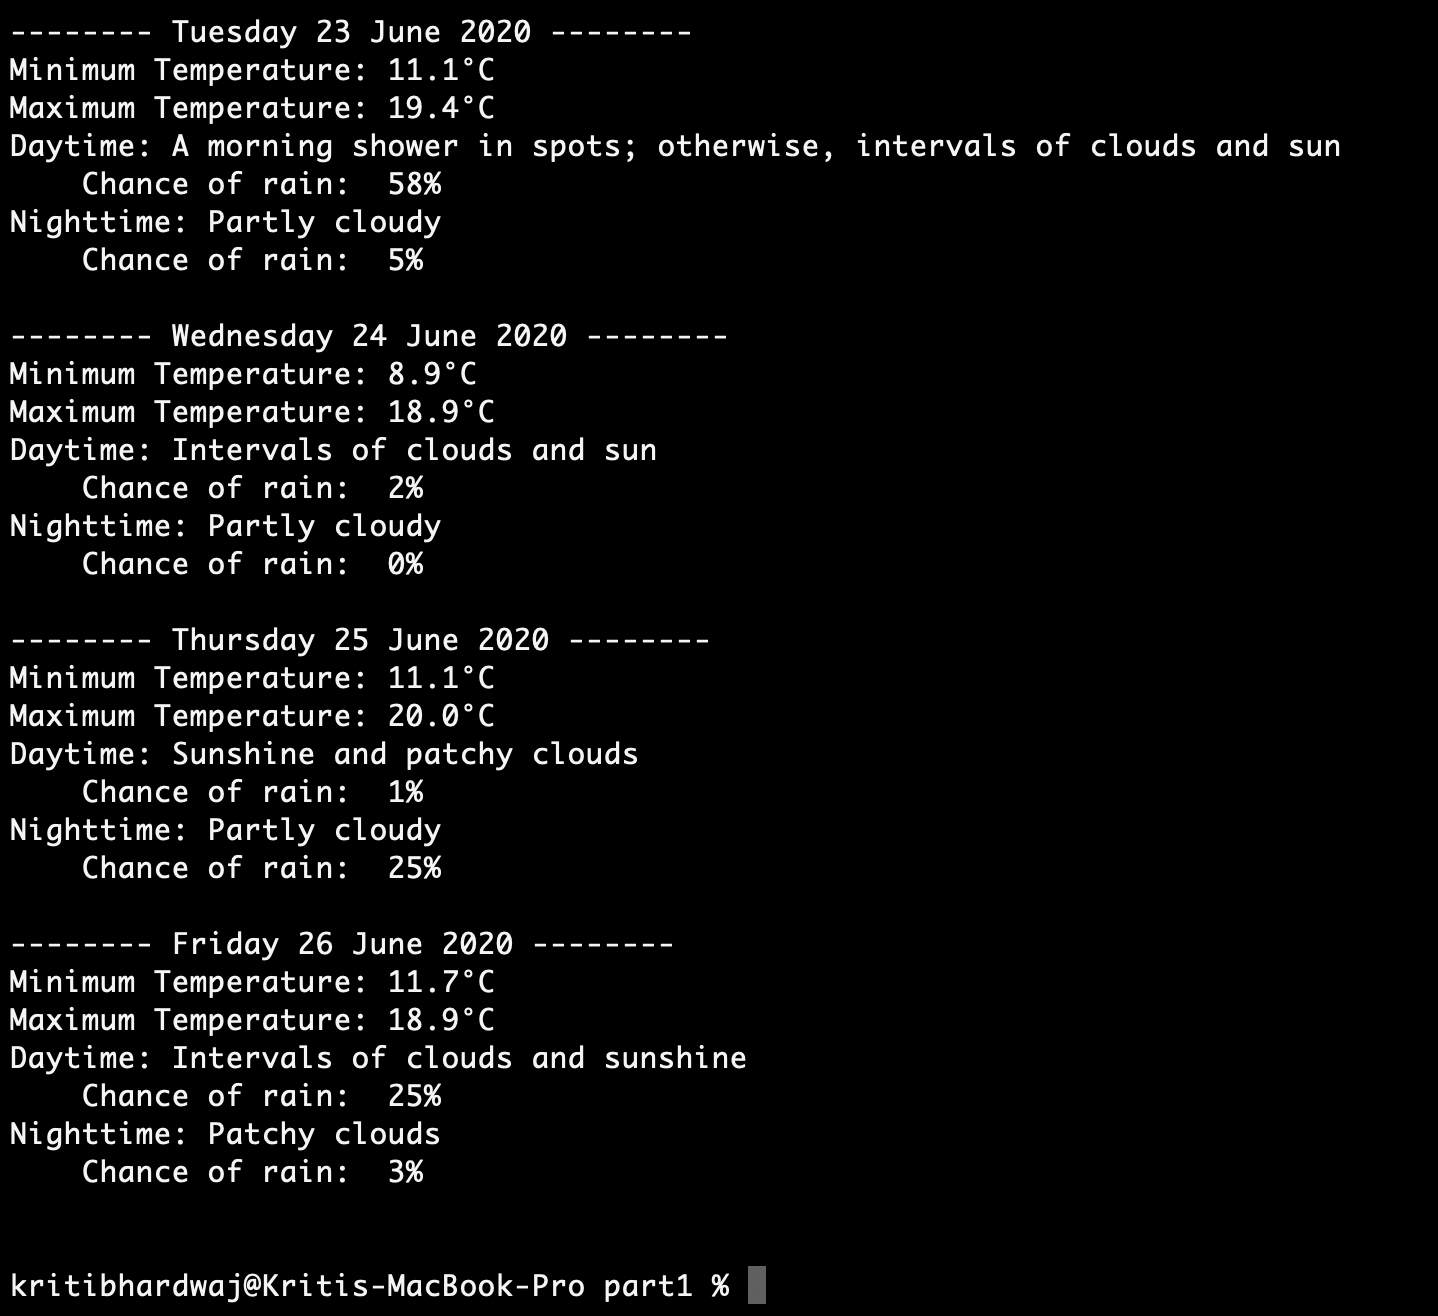 -------- Tuesday 23 June 2020 --------
Minimum Temperature: 11.1°C
Maximum Temperature: 19.4°C
Daytime: A morning shower in spots; otherwise, intervals of clouds and sun
    Chance of rain:  58%
Nighttime: Partly cloudy
    Chance of rain:  5%

-------- Wednesday 24 June 2020 --------
Minimum Temperature: 8.9°C
Maximum Temperature: 18.9°C
Daytime: Intervals of clouds and sun
    Chance of rain:  2%
Nighttime: Partly cloudy
    Chance of rain:  0%

-------- Thursday 25 June 2020 --------
Minimum Temperature: 11.1°C
Maximum Temperature: 20.0°C
Daytime: Sunshine and patchy clouds
    Chance of rain:  1%
Nighttime: Partly cloudy
    Chance of rain:  25%

-------- Friday 26 June 2020 --------
Minimum Temperature: 11.7°C
Maximum Temperature: 18.9°C
Daytime: Intervals of clouds and sunshine
    Chance of rain:  25%
Nighttime: Patchy clouds
    Chance of rain:  3%

kritibhardwaj@Kritis-MacBook-Pro part1 %